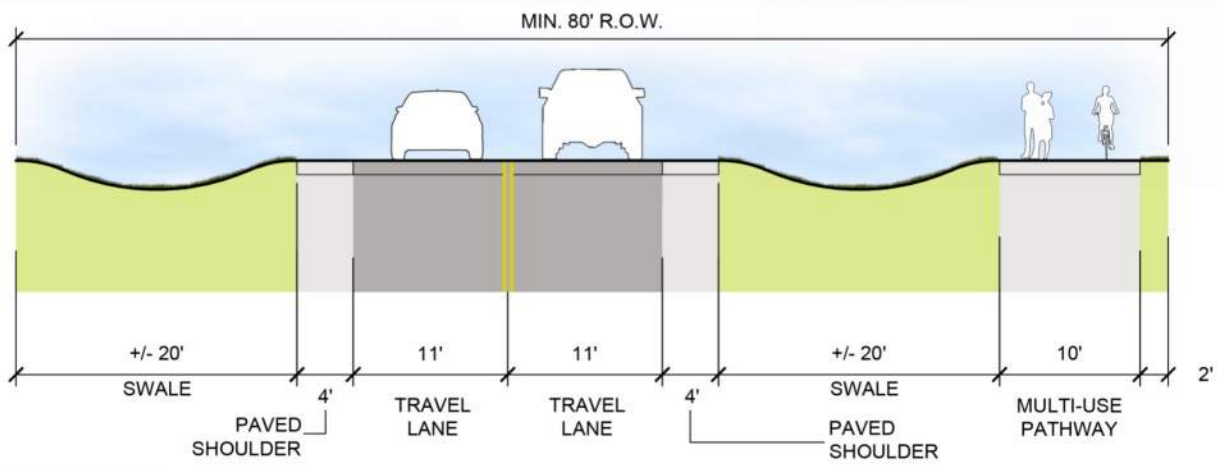 MIN. 80' R.O.W.
+/- 20'
SWALE
4'
PAVED
SHOULDER
11'
TRAVEL
LANE
11'
TRAVEL
LANE
4'
PAVED
SHOULDER
+/- 20'
SWALE
10'
MULTI-USE
PATHWAY
2'